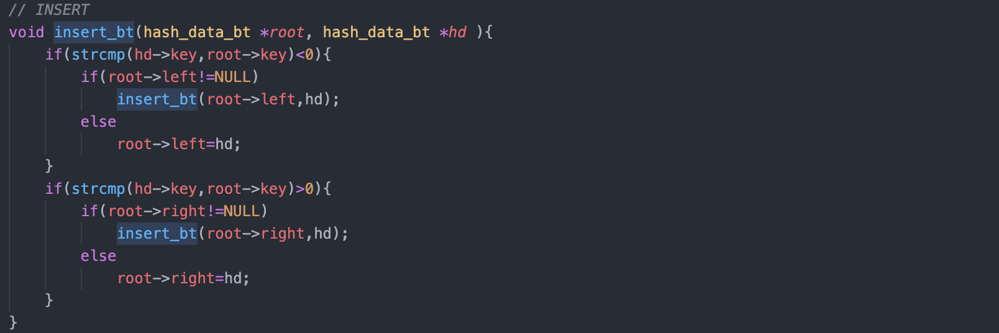 // INSERT
void insert_bt(hash_data_bt *root, hash_data_bt *hd ){
    if(strcmp(hd->key,root->key)<0){
        if(root->left!=NULL)
            insert_bt(root->left,hd);
        else
            root->left=hd;
    }
    if(strcmp(hd->key,root->key)>0){
        if(root->right!=NULL)
            insert_bt(root->right,hd);
        else
            root->right=hd;
    }
}